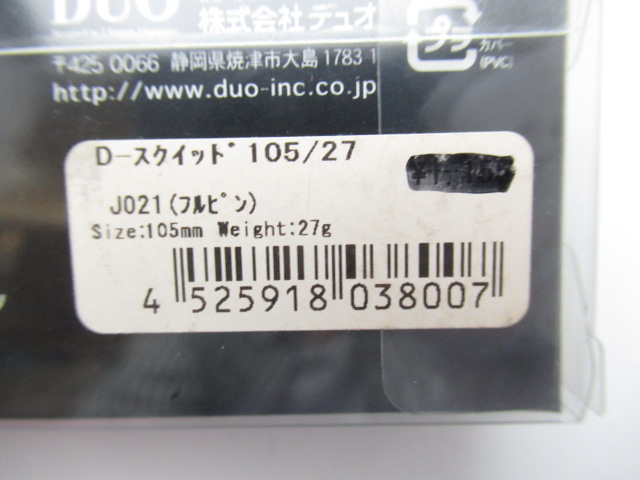 DUO
株式会社デュオ
プラ
カバー
(PVC)
〒425 0066 静岡県焼津市大島1783 1
http://www.duo-inc.co.jp
D-スクイッド 105/27
J021(フルピン)
Size:105mm Weight:27g
4 525918 038007